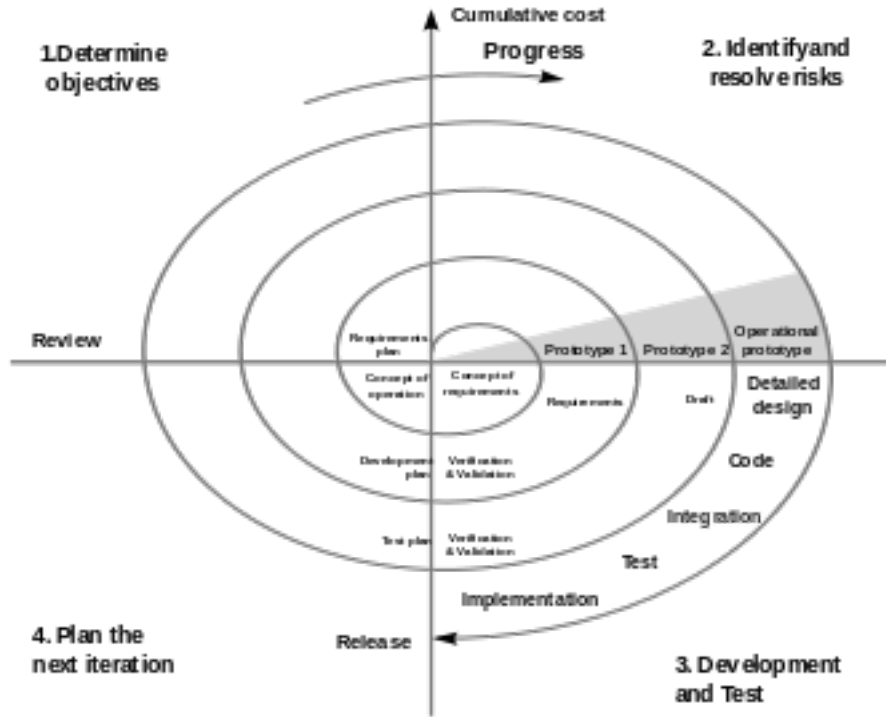 Cumulative cost
Progress
1.Determine
objectives
2. Identify and
resolve risks
Review
Requirements
plan
Prototype 1
Prototype 2
Operational
prototype
Concept of
operation
Concept of
requirements
Requirements
Draft
Detailed
design
Development
plan
Verification
& Validation
Code
Integration
Test plan
Verification
& Validation
Test
Implementation
Release
4. Plan the
next iteration
3. Development
and Test